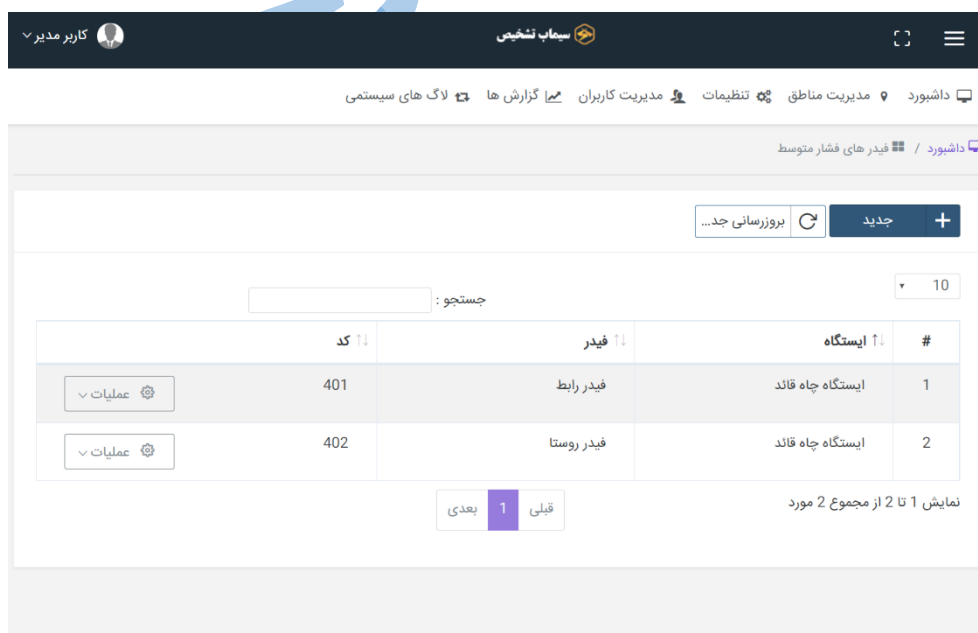 سیماب تشخیص
کاربر مدیر
داشبورد مدیریت مناطق تنظیمات مدیریت کاربران گزارش ها لاگ های سیستمی
داشبورد / فیدر های فشار متوسط
+ جدید بروزرسانی جد...
10
جستجو :
# ایستگاه فیدر کد
1 ایستگاه چاه قائد فیدر رابط 401 عملیات
2 ایستگاه چاه قائد فیدر روستا 402 عملیات
نمایش 1 تا 2 از مجموع 2 مورد
قبلی 1 بعدی